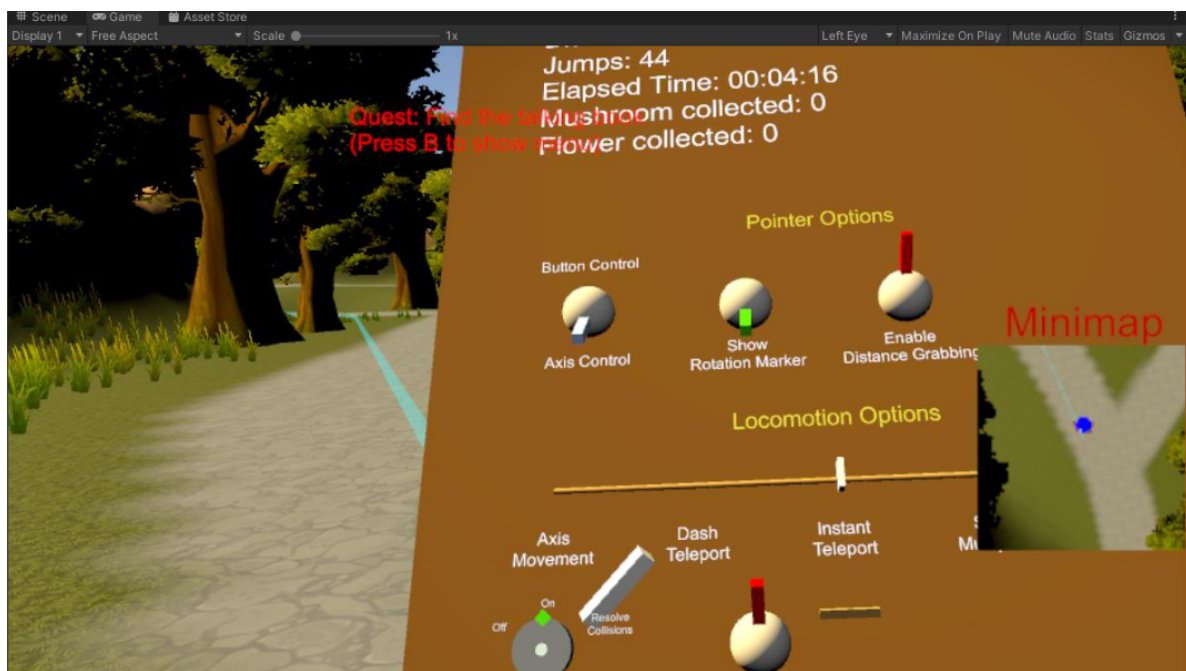 Scene Game Asset Store
Display 1 Free Aspect Scale 1x Left Eye Maximize On Play Mute Audio Stats Gizmos
Jumps: 44
Elapsed Time: 00:04:16
Mushroom collected: 0
Flower collected: 0
Quest: Find the talking
(Press B to show menu)
Pointer Options
Button Control
Axis Control
Show
Rotation Marker
Enable
Distance Grabbing
Minimap
Locomotion Options
Axis
Movement
Dash
Teleport
Instant
Teleport
On
Off
Resolve
Collisions